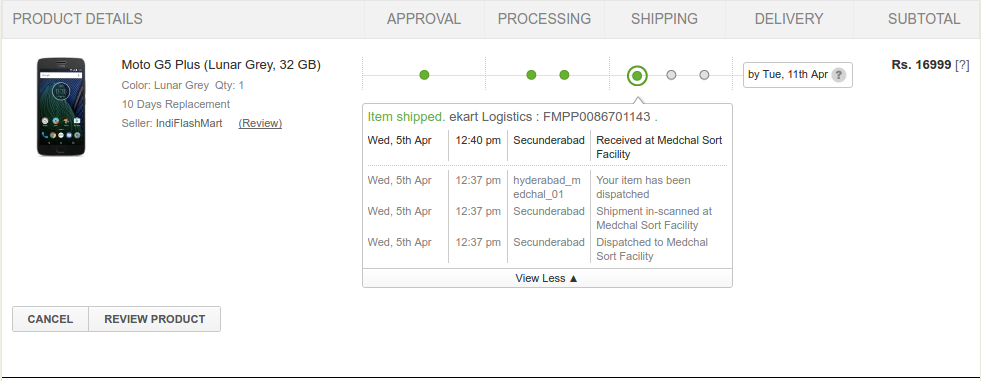 PRODUCT DETAILS APPROVAL PROCESSING SHIPPING DELIVERY SUBTOTAL
Moto G5 Plus (Lunar Grey, 32 GB)
Color: Lunar Grey Qty: 1
10 Days Replacement
Seller: IndiFlashMart (Review)
by Tue, 11th Apr ?
Rs. 16999 [?]
Item shipped. ekart Logistics : FMPP0086701143 .
Wed, 5th Apr 12:40 pm Secunderabad Received at Medchal Sort
Facility
Wed, 5th Apr 12:37 pm hyderabad_m Your item has been
edchal_01 dispatched
Wed, 5th Apr 12:37 pm Secunderabad Shipment in-scanned at
Medchal Sort Facility
Wed, 5th Apr 12:37 pm Secunderabad Dispatched to Medchal
Sort Facility
View Less ▲
CANCEL REVIEW PRODUCT